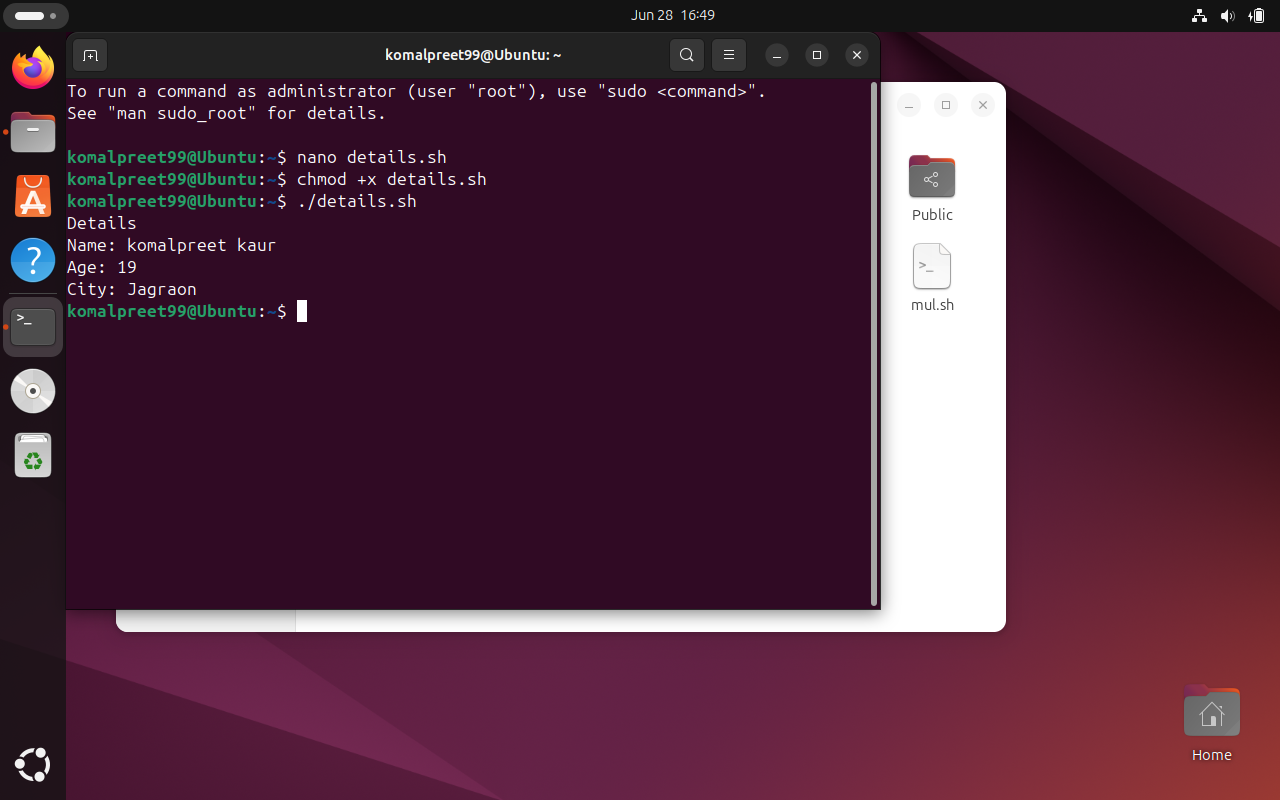 Jun 28 16:49
komalpreet99@Ubuntu: ~
To run a command as administrator (user "root"), use "sudo <command>".
See "man sudo_root" for details.
komalpreet99@Ubuntu:~$ nano details.sh
komalpreet99@Ubuntu:~$ chmod +x details.sh
komalpreet99@Ubuntu:~$ ./details.sh
Details
Name: komalpreet kaur
Age: 19
City: Jagraon
komalpreet99@Ubuntu:~$
Public
>_
mul.sh
>_
Home